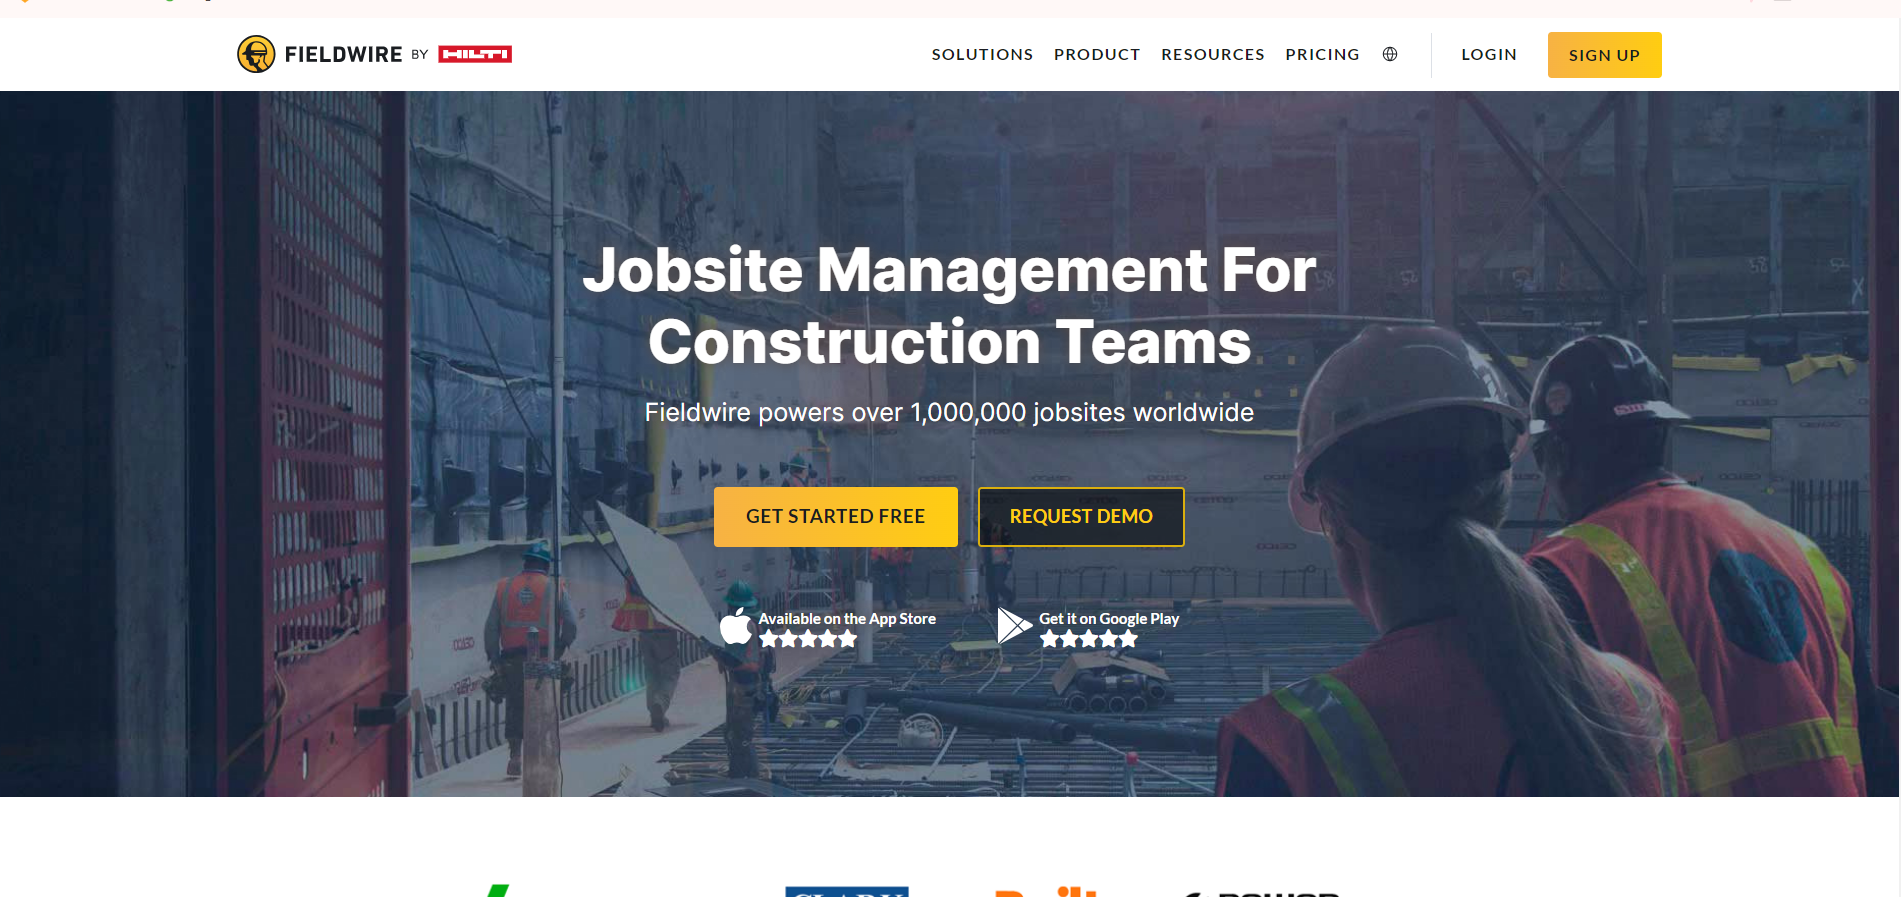 FIELDWIRE BY HILTI
SOLUTIONS PRODUCT RESOURCES PRICING LOGIN SIGN UP
Jobsite Management For
Construction Teams
Fieldwire powers over 1,000,000 jobsites worldwide
GET STARTED FREE REQUEST DEMO
Available on the App Store
Get it on Google Play